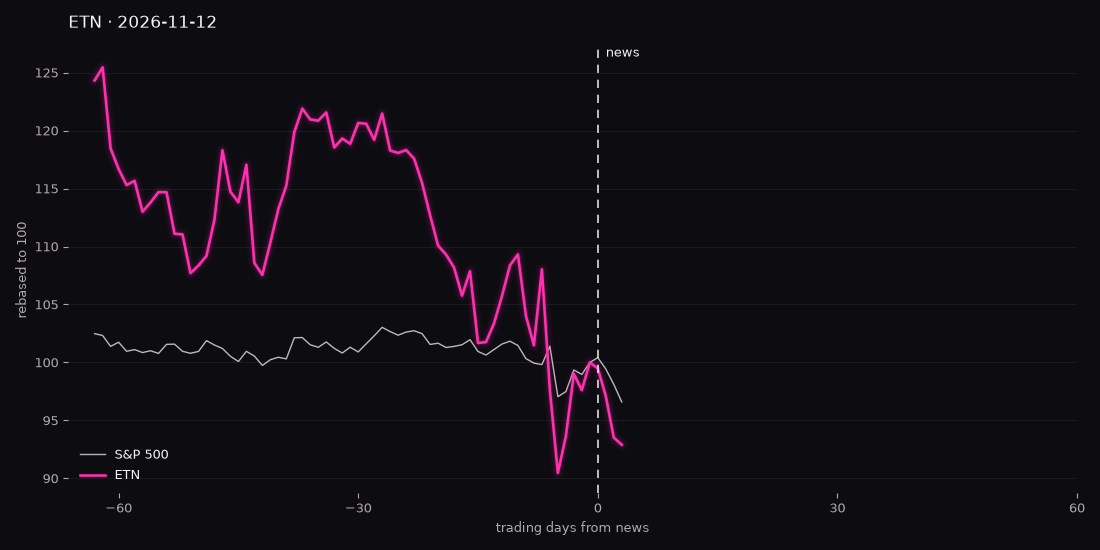 ETN · 2026-11-12
news
125
120
115
110
105
100
95
90
rebased to 100
S&P 500
ETN
−60
−30
0
30
60
trading days from news